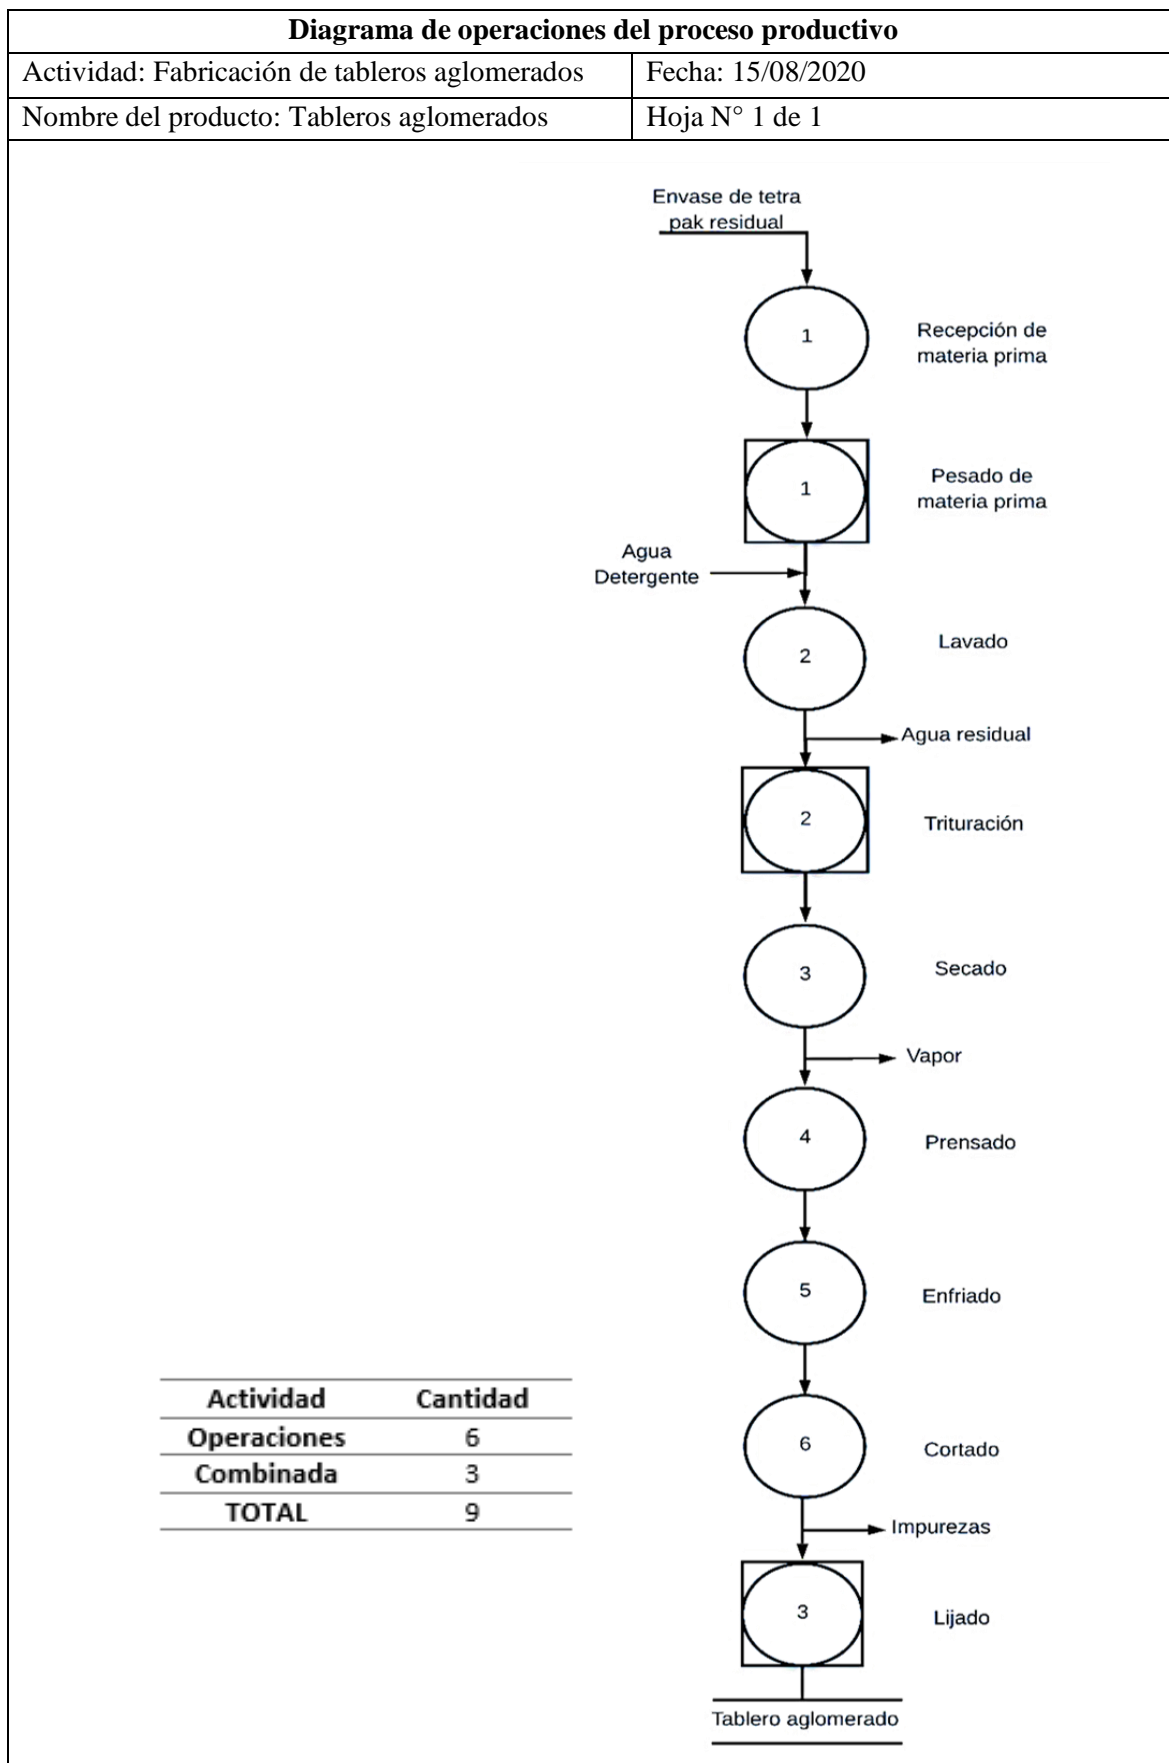 Diagrama de operaciones del proceso productivo
Actividad: Fabricación de tableros aglomerados
Fecha: 15/08/2020
Nombre del producto: Tableros aglomerados
Hoja N° 1 de 1
Envase de tetra
pak residual
1
Recepción de
materia prima
1
Pesado de
materia prima
Agua
Detergente
2
Lavado
Agua residual
2
Trituración
3
Secado
Vapor
4
Prensado
5
Enfriado
Actividad Cantidad
Operaciones 6
Combinada 3
TOTAL 9
6
Cortado
Impurezas
3
Lijado
Tablero aglomerado